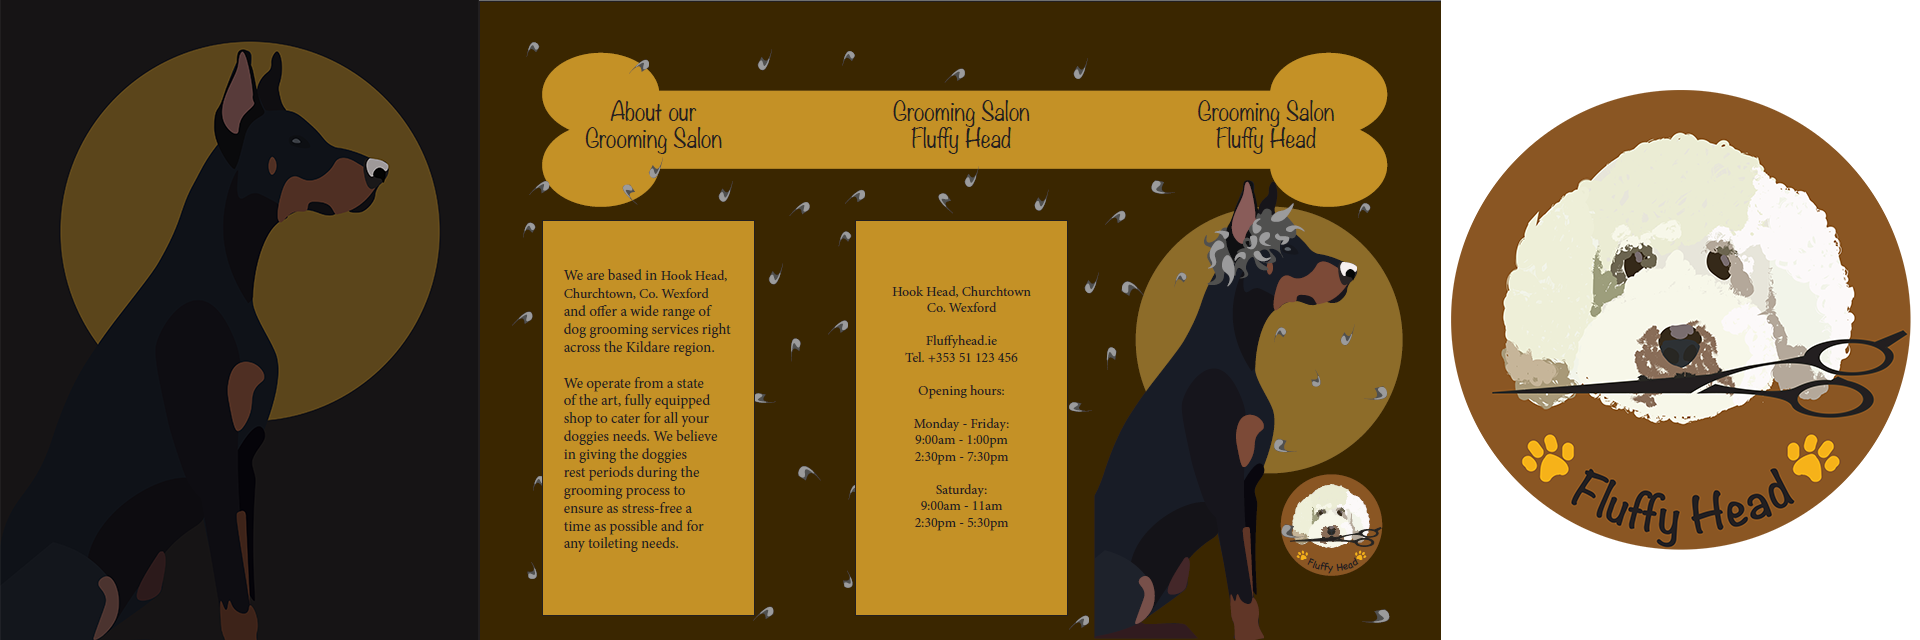 About our
Grooming Salon
We are based in Hook Head,
Churchtown, Co. Wexford
and offer a wide range of
dog grooming services right
across the Kildare region.
We operate from a state
of the art, fully equipped
shop to cater for all your
doggies needs. We believe
in giving the doggies
rest periods during the
grooming process to
ensure as stress-free a
time as possible and for
any toileting needs.
Grooming Salon
Fluffy Head
Hook Head, Churchtown
Co. Wexford
Fluffyhead.ie
Tel. +353 51 123 456
Opening hours:
Monday - Friday:
9:00am - 1:00pm
2:30pm - 7:30pm
Saturday:
9:00am - 11am
2:30pm - 5:30pm
Grooming Salon
Fluffy Head
Fluffy Head
Fluffy Head